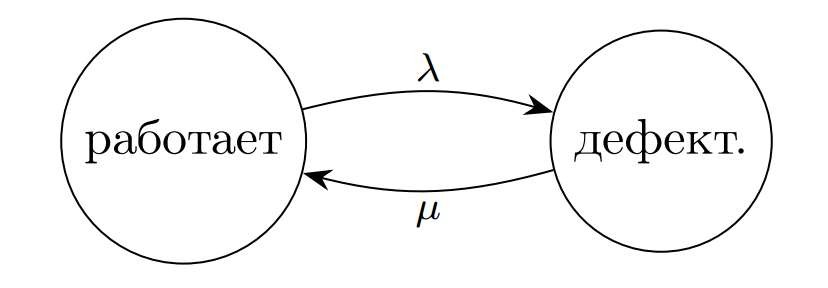 λ
работает
дефект.
μ